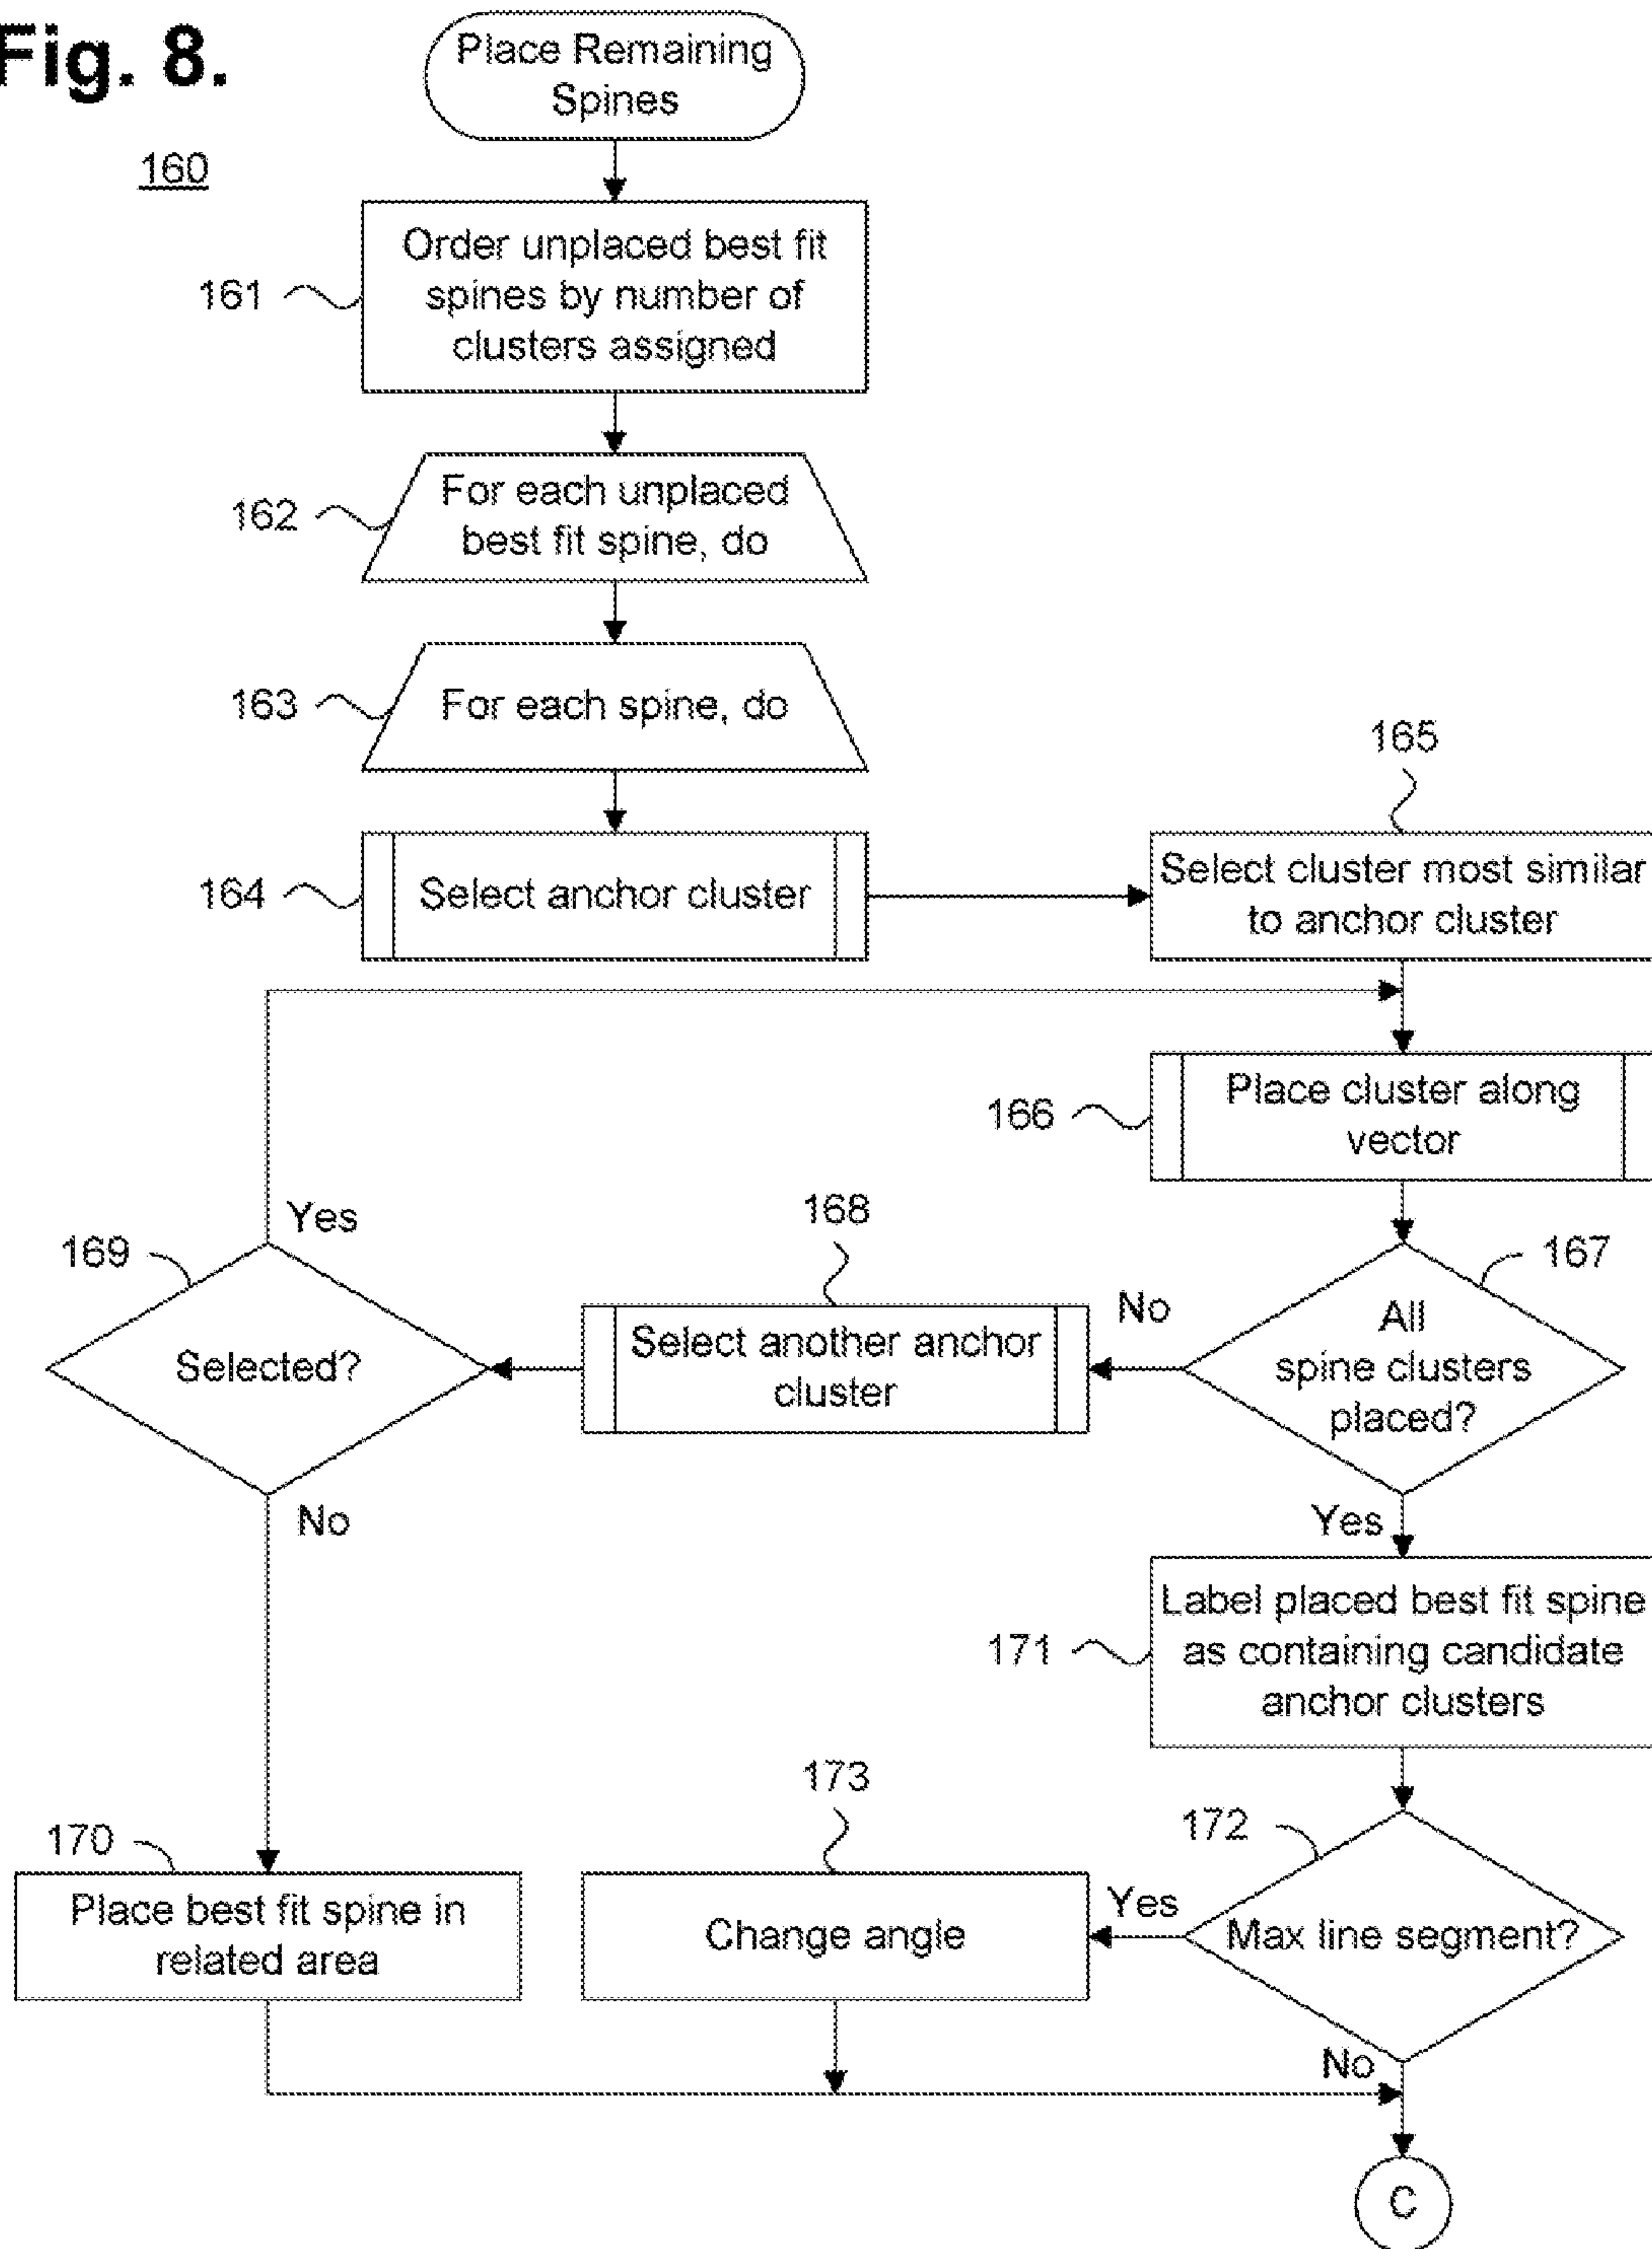 Fig. 8.
160
Place Remaining
Spines
161
Order unplaced best fit
spines by number of
clusters assigned
162
For each unplaced
best fit spine, do
163
For each spine, do
164
Select anchor cluster
165
Select cluster most similar
to anchor cluster
166
Place cluster along
vector
167
All
spine clusters
placed?
No
Yes
168
Select another anchor
cluster
169
Selected?
Yes
No
170
Place best fit spine in
related area
171
Label placed best fit spine
as containing candidate
anchor clusters
172
Max line segment?
Yes
No
173
Change angle
C